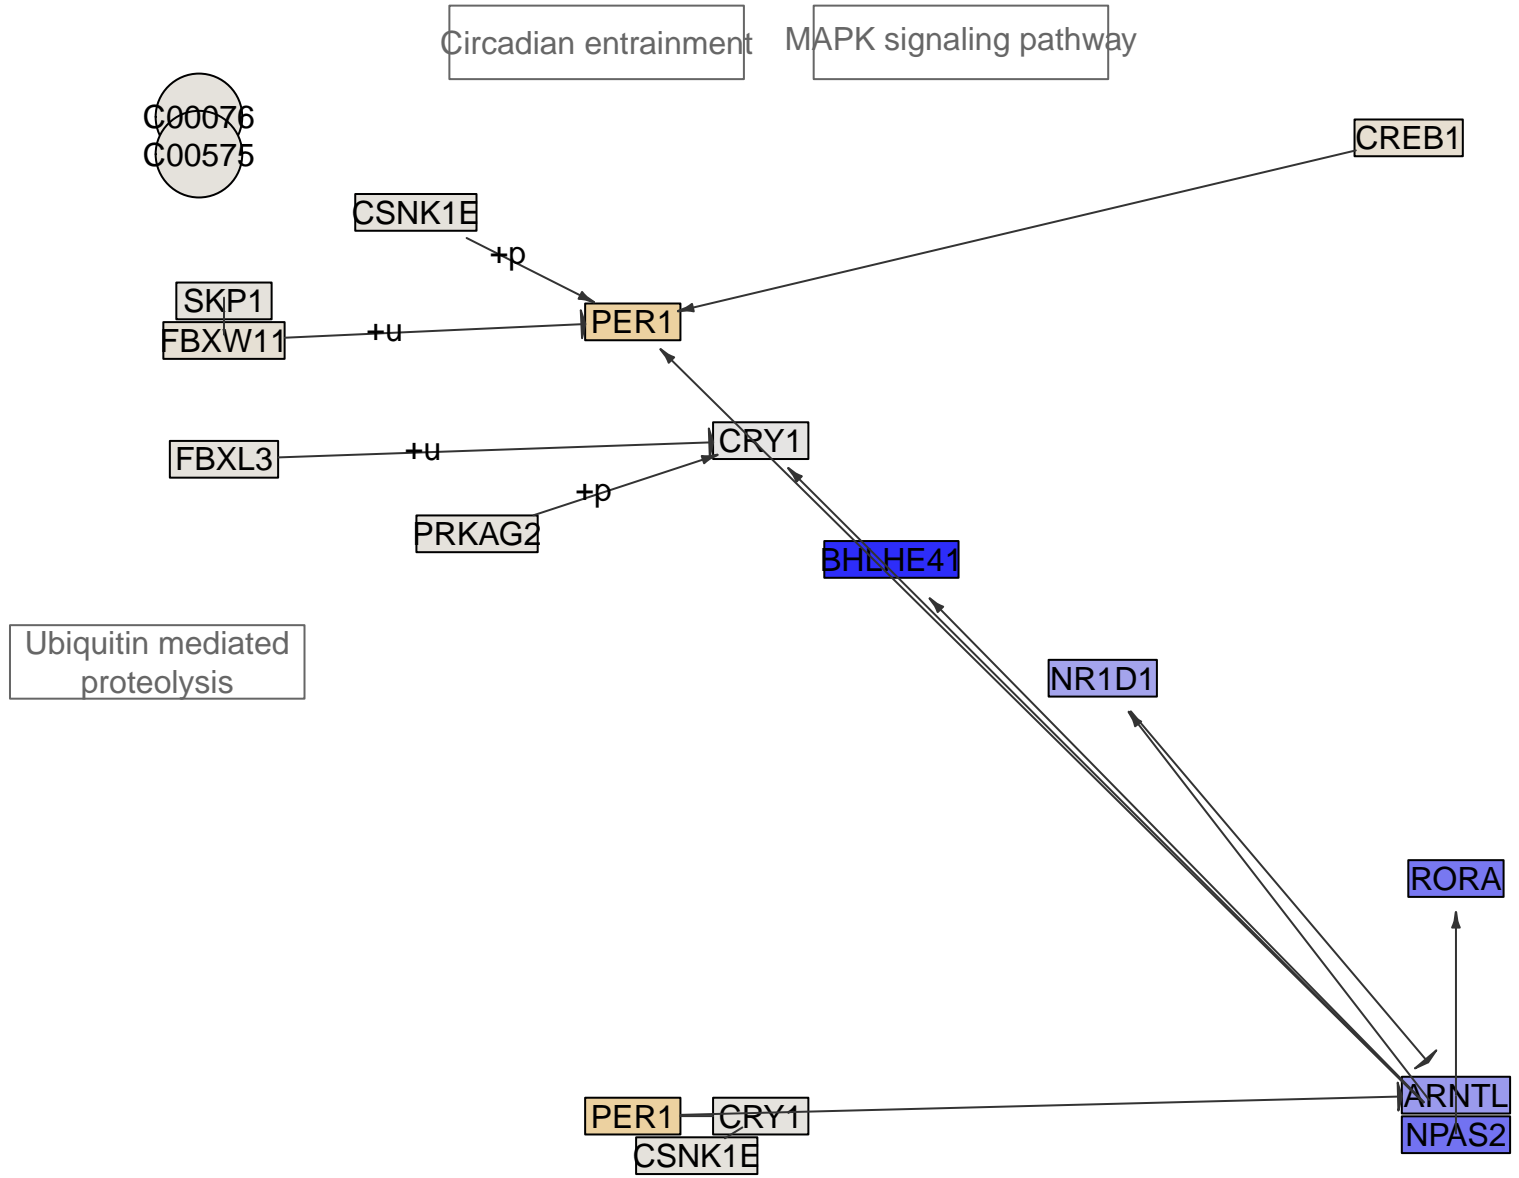 Circadian entrainment
MAPK signaling pathway
C00076
C00575
CREB1
CSNK1E
+p
SKP1
PER1
FBXW11
+u
CRY1
FBXL3
+u
+p
PRKAG2
BHLHE41
Ubiquitin mediated
proteolysis
NR1D1
RORA
ARNTL
PER1
CRY1
NPAS2
CSNK1E